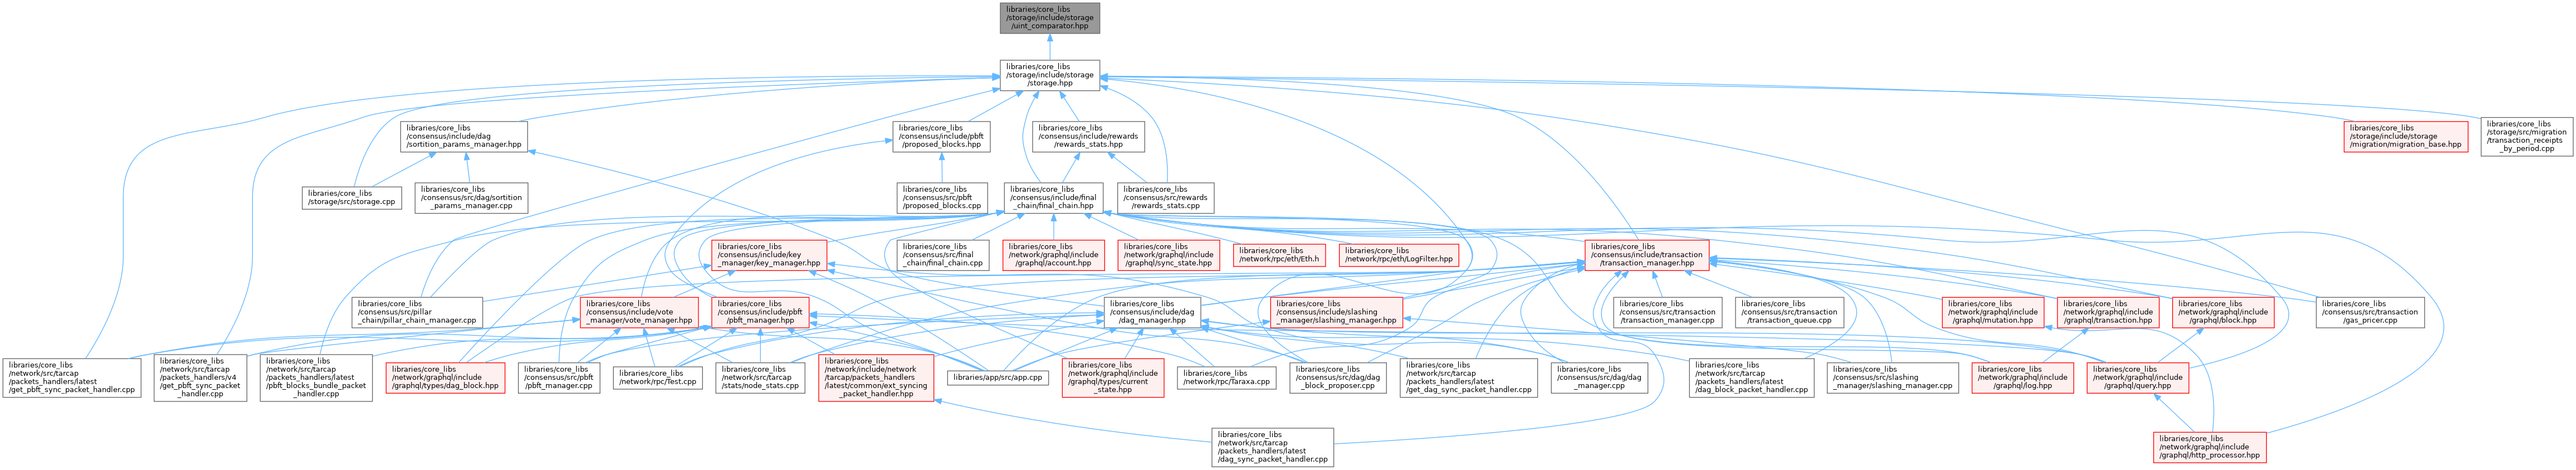 libraries/core_libs
/storage/include/storage
/uint_comparator.hpp
libraries/core_libs
/storage/include/storage
/storage.hpp
libraries/core_libs
/consensus/include/dag
/sortition_params_manager.hpp
libraries/core_libs
/consensus/include/pbft
/proposed_blocks.hpp
libraries/core_libs
/consensus/include/rewards
/rewards_stats.hpp
libraries/core_libs
/storage/include/storage
/migration/migration_base.hpp
libraries/core_libs
/storage/src/migration
/transaction_receipts
_by_period.cpp
libraries/core_libs
/storage/src/storage.cpp
libraries/core_libs
/consensus/src/dag/sortition
_params_manager.cpp
libraries/core_libs
/consensus/src/pbft
/proposed_blocks.cpp
libraries/core_libs
/consensus/include/final
_chain/final_chain.hpp
libraries/core_libs
/consensus/src/rewards
/rewards_stats.cpp
libraries/core_libs
/consensus/include/key
_manager/key_manager.hpp
libraries/core_libs
/consensus/src/final
_chain/final_chain.cpp
libraries/core_libs
/network/graphql/include
/graphql/account.hpp
libraries/core_libs
/network/graphql/include
/graphql/sync_state.hpp
libraries/core_libs
/network/rpc/eth/Eth.h
libraries/core_libs
/network/rpc/eth/LogFilter.hpp
libraries/core_libs
/consensus/include/transaction
/transaction_manager.hpp
libraries/core_libs
/consensus/src/pillar
_chain/pillar_chain_manager.cpp
libraries/core_libs
/consensus/include/vote
_manager/vote_manager.hpp
libraries/core_libs
/consensus/include/pbft
/pbft_manager.hpp
libraries/core_libs
/consensus/include/dag
/dag_manager.hpp
libraries/core_libs
/consensus/include/slashing
_manager/slashing_manager.hpp
libraries/core_libs
/consensus/src/transaction
/transaction_manager.cpp
libraries/core_libs
/consensus/src/transaction
/transaction_queue.cpp
libraries/core_libs
/network/graphql/include
/graphql/mutation.hpp
libraries/core_libs
/network/graphql/include
/graphql/transaction.hpp
libraries/core_libs
/network/graphql/include
/graphql/block.hpp
libraries/core_libs
/consensus/src/transaction
/gas_pricer.cpp
libraries/core_libs
/network/src/tarcap
/packets_handlers/latest
/get_pbft_sync_packet_handler.cpp
libraries/core_libs
/network/src/tarcap
/packets_handlers/v4
/get_pbft_sync_packet
_handler.cpp
libraries/core_libs
/network/src/tarcap
/packets_handlers/latest
/pbft_blocks_bundle_packet
_handler.cpp
libraries/core_libs
/network/graphql/include
/graphql/types/dag_block.hpp
libraries/core_libs
/consensus/src/pbft
/pbft_manager.cpp
libraries/core_libs
/network/rpc/Test.cpp
libraries/core_libs
/network/src/tarcap
/stats/node_stats.cpp
libraries/core_libs
/network/include/network
/tarcap/packets_handlers
/latest/common/ext_syncing
_packet_handler.hpp
libraries/app/src/app.cpp
libraries/core_libs
/network/graphql/include
/graphql/types/current
_state.hpp
libraries/core_libs
/network/rpc/Taraxa.cpp
libraries/core_libs
/consensus/src/dag/dag
_block_proposer.cpp
libraries/core_libs
/network/src/tarcap
/packets_handlers/latest
/get_dag_sync_packet_handler.cpp
libraries/core_libs
/consensus/src/dag/dag
_manager.cpp
libraries/core_libs
/network/src/tarcap
/packets_handlers/latest
/dag_block_packet_handler.cpp
libraries/core_libs
/consensus/src/slashing
_manager/slashing_manager.cpp
libraries/core_libs
/network/graphql/include
/graphql/log.hpp
libraries/core_libs
/network/graphql/include
/graphql/query.hpp
libraries/core_libs
/network/src/tarcap
/packets_handlers/latest
/dag_sync_packet_handler.cpp
libraries/core_libs
/network/graphql/include
/graphql/http_processor.hpp